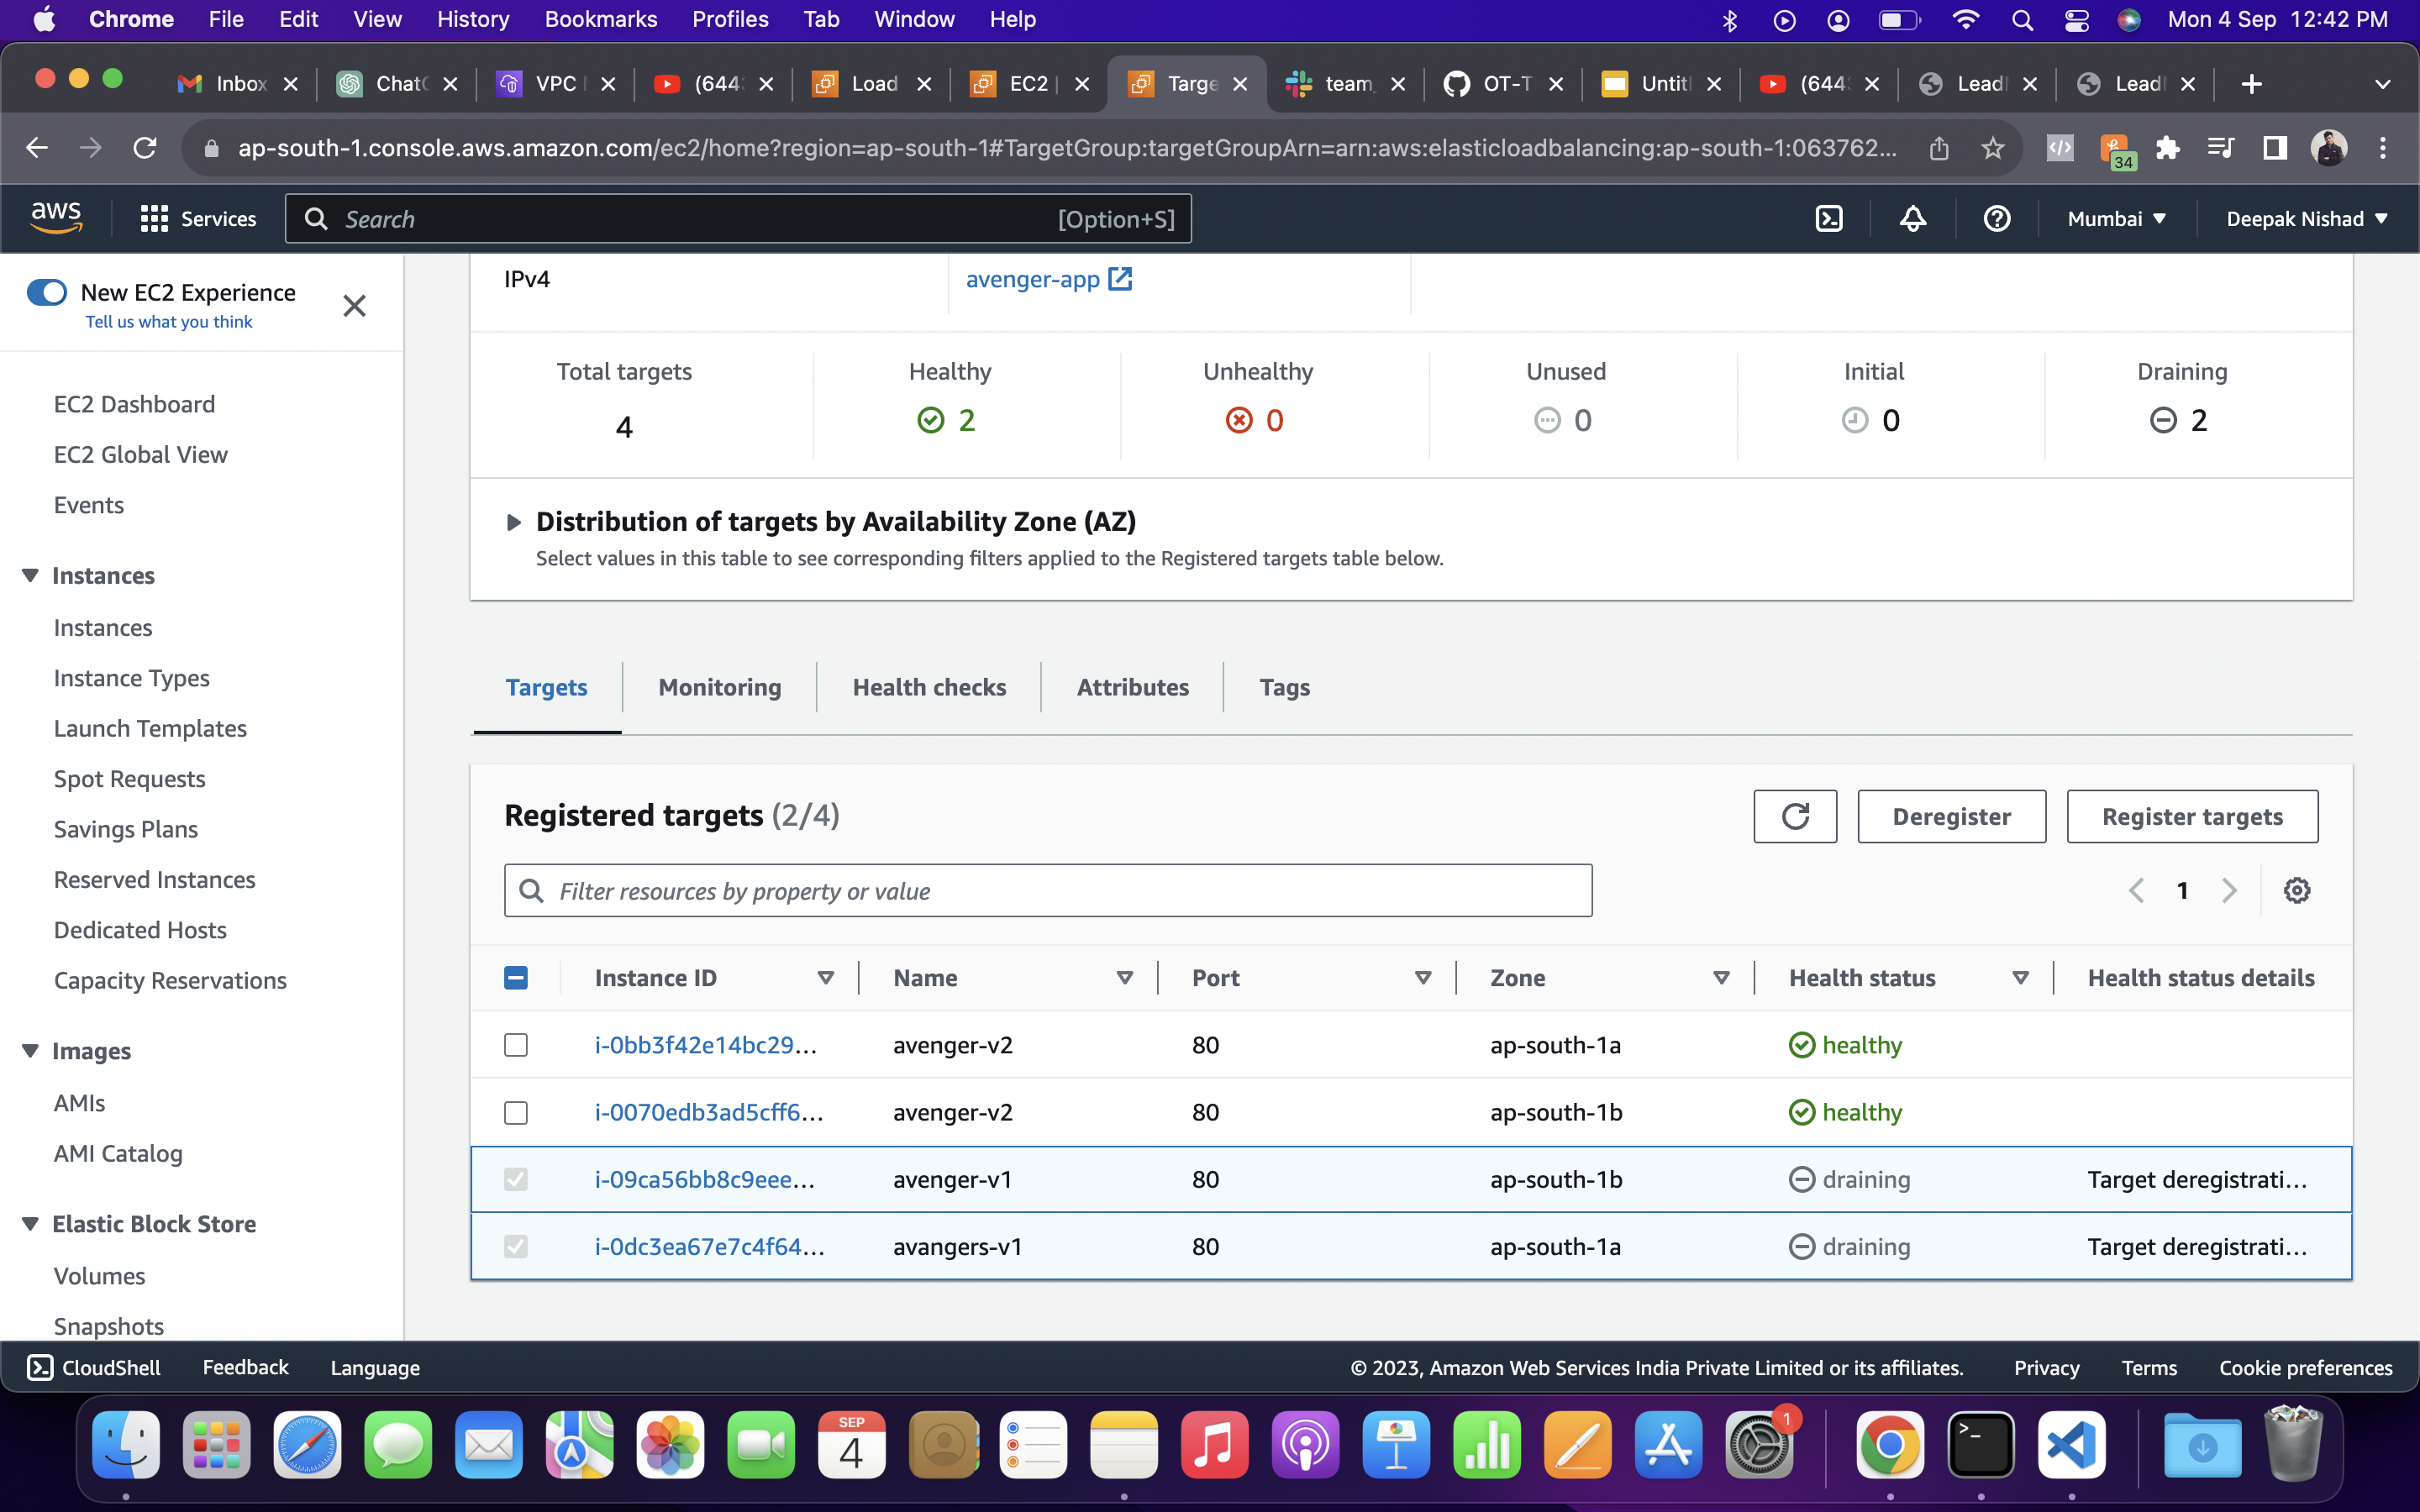 Chrome File Edit View History Bookmarks Profiles Tab Window Help Mon 4 Sep 12:42 PM
Inbox Chat VPC (644 Load EC2 | Targe team_ OT-T Untit (644 Lead Lead
ap-south-1.console.aws.amazon.com/ec2/home?region=ap-south-1#TargetGroup:targetGroupArn=arn:aws:elasticloadbalancing:ap-south-1:063762... 34
aws Services Search [Option+S] Mumbai Deepak Nishad
New EC2 Experience
Tell us what you think
EC2 Dashboard
EC2 Global View
Events
Instances
Instances
Instance Types
Launch Templates
Spot Requests
Savings Plans
Reserved Instances
Dedicated Hosts
Capacity Reservations
Images
AMIs
AMI Catalog
Elastic Block Store
Volumes
Snapshots
IPv4 avenger-app
Total targets Healthy Unhealthy Unused Initial Draining
4 2 0 0 0 2
Distribution of targets by Availability Zone (AZ)
Select values in this table to see corresponding filters applied to the Registered targets table below.
Targets Monitoring Health checks Attributes Tags
Registered targets (2/4) Deregister Register targets
Filter resources by property or value 1
Instance ID Name Port Zone Health status Health status details
i-0bb3f42e14bc29... avenger-v2 80 ap-south-1a healthy
i-0070edb3ad5cff6... avenger-v2 80 ap-south-1b healthy
i-09ca56bb8c9eee... avenger-v1 80 ap-south-1b draining Target deregistrati...
i-0dc3ea67e7c4f64... avangers-v1 80 ap-south-1a draining Target deregistrati...
CloudShell Feedback Language © 2023, Amazon Web Services India Private Limited or its affiliates. Privacy Terms Cookie preferences
SEP
4
1